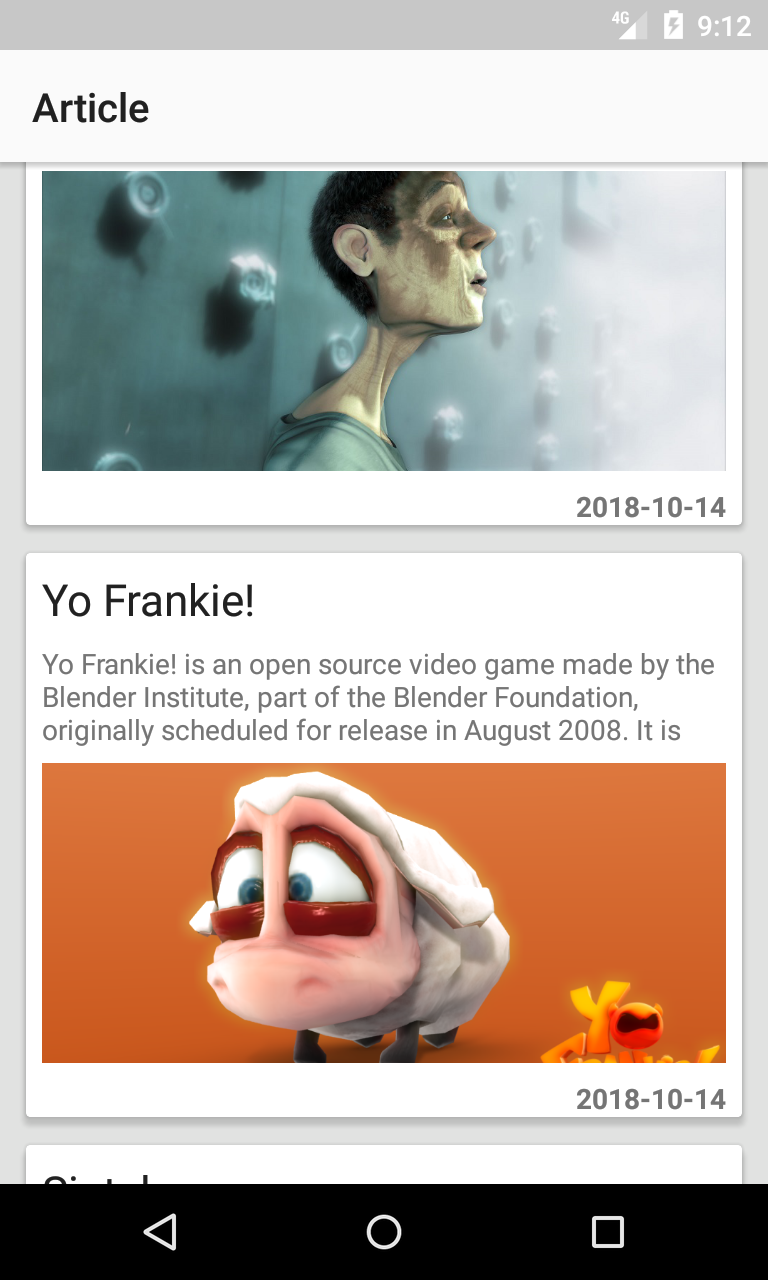 4G 9:12
Article
2018-10-14
Yo Frankie!
Yo Frankie! is an open source video game made by the
Blender Institute, part of the Blender Foundation,
originally scheduled for release in August 2008. It is
YO
2018-10-14